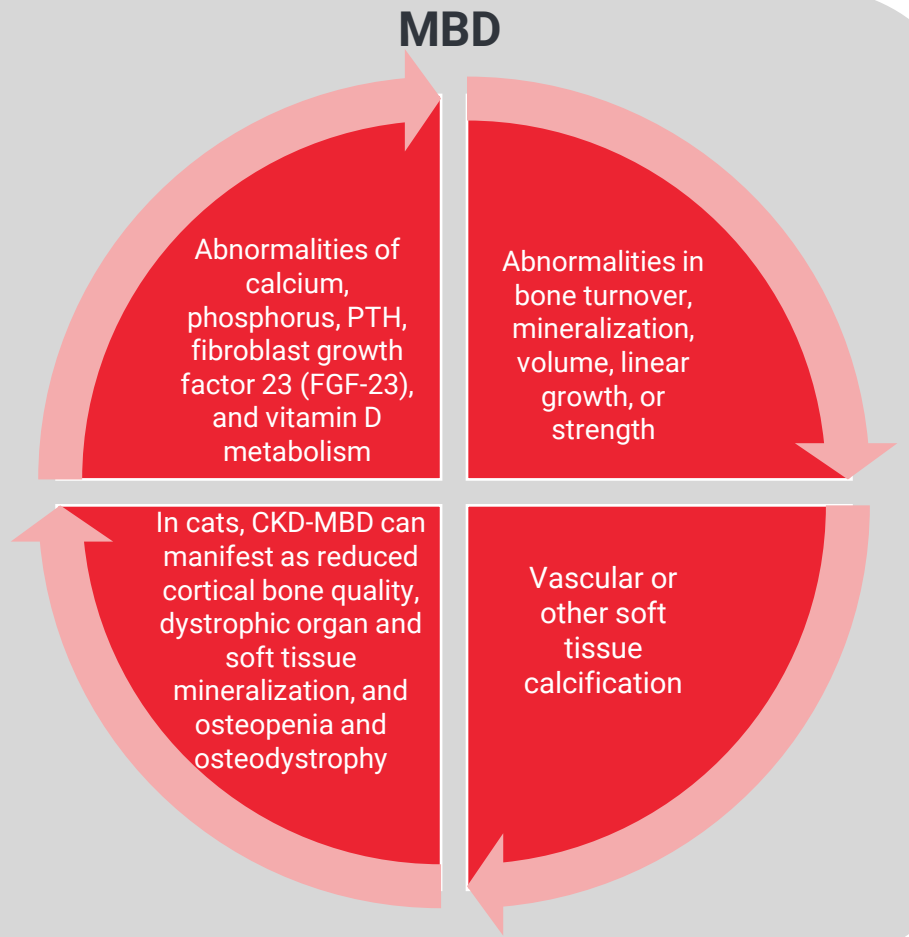 MBD
Abnormalities of
calcium,
phosphorus, PTH,
fibroblast growth
factor 23 (FGF-23),
and vitamin D
metabolism
Abnormalities in
bone turnover,
mineralization,
volume, linear
growth, or
strength
Vascular or
other soft
tissue
calcification
In cats, CKD-MBD can
manifest as reduced
cortical bone quality,
dystrophic organ and
soft tissue
mineralization, and
osteopenia and
osteodystrophy